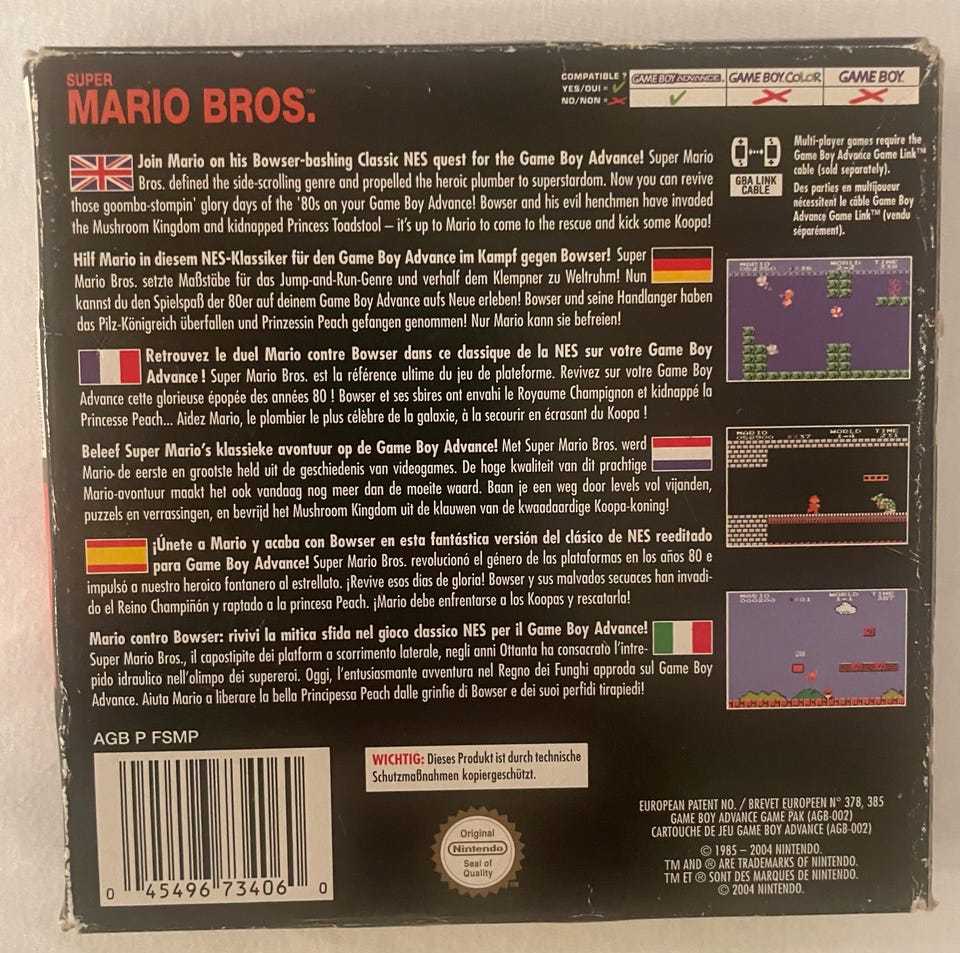 SUPER
MARIO BROS.™
COMPATIBLE ?
YES/OUI = ✓
NO/NON = ✗
GAME BOY ADVANCE
GAME BOY COLOR
GAME BOY
Join Mario on his Bowser-bashing Classic NES quest for the Game Boy Advance! Super Mario
Bros. defined the side-scrolling genre and propelled the heroic plumber to superstardom. Now you can revive
those goomba-stompin' glory days of the '80s on your Game Boy Advance! Bowser and his evil henchmen have invaded
the Mushroom Kingdom and kidnapped Princess Toadstool – it's up to Mario to come to the rescue and kick some Koopa!
GBA LINK
CABLE
Multi-player games require the
Game Boy Advance Game Link™
cable (sold separately).
Des parties en multijoueur
nécessitent le câble Game Boy
Advance Game Link™ (vendu
séparément).
Hilf Mario in diesem NES-Klassiker für den Game Boy Advance im Kampf gegen Bowser! Super
Mario Bros. setzte Maßstäbe für das Jump-and-Run-Genre und verhalf dem Klempner zu Weltruhm! Nun
kannst du den Spielspaß der 80er auf deinem Game Boy Advance aufs Neue erleben! Bowser und seine Handlanger haben
das Pilz-Königreich überfallen und Prinzessin Peach gefangen genommen! Nur Mario kann sie befreien!
Retrouvez le duel Mario contre Bowser dans ce classique de la NES sur votre Game Boy
Advance ! Super Mario Bros. est la référence ultime du jeu de plateforme. Revivez sur votre Game Boy
Advance cette glorieuse épopée des années 80 ! Bowser et ses sbires ont envahi le Royaume Champignon et kidnappé la
Princesse Peach... Aidez Mario, le plombier le plus célèbre de la galaxie, à la secourir en écrasant du Koopa !
Beleef Super Mario's klassieke avontuur op de Game Boy Advance! Met Super Mario Bros. werd
Mario de eerste en grootste held uit de geschiedenis van videogames. De hoge kwaliteit van dit prachtige
Mario-avontuur maakt het ook vandaag nog meer dan de moeite waard. Baan je een weg door levels vol vijanden,
puzzels en verrassingen, en bevrijd het Mushroom Kingdom uit de klauwen van de kwaadaardige Koopa-koning!
¡Únete a Mario y acaba con Bowser en esta fantástica versión del clásico de NES reeditado
para Game Boy Advance! Super Mario Bros. revolucionó el género de las plataformas en los años 80 e
impulsó a nuestro heroico fontanero al estrellato. ¡Revive esos días de gloria! Bowser y sus malvados secuaces han invadi-
do el Reino Champiñón y raptado a la princesa Peach. ¡Mario debe enfrentarse a los Koopas y rescatarla!
Mario contro Bowser: rivivi la mitica sfida nel gioco classico NES per il Game Boy Advance!
Super Mario Bros., il capostipite dei platform a scorrimento laterale, negli anni Ottanta ha consacrato l'intre-
pido idraulico nell'olimpo dei supereroi. Oggi, l'entusiasmante avventura nel Regno dei Funghi approda sul Game Boy
Advance. Aiuta Mario a liberare la bella Principessa Peach dalle grinfie di Bowser e dei suoi perfidi tirapiedi!
MARIO WORLD TIME
MARIO WORLD TIME
052900 37 1-4
MARIO WORLD TIME
000200 01 1-1 387
AGB P FSMP
0 45496 73406 0
WICHTIG: Dieses Produkt ist durch technische
Schutzmaßnahmen kopiergeschützt.
Original
Nintendo
Seal of
Quality
EUROPEAN PATENT NO. / BREVET EUROPEEN N° 378, 385
GAME BOY ADVANCE GAME PAK (AGB-002)
CARTOUCHE DE JEU GAME BOY ADVANCE (AGB-002)
© 1985 – 2004 NINTENDO.
TM AND ® ARE TRADEMARKS OF NINTENDO.
TM ET ® SONT DES MARQUES DE NINTENDO.
© 2004 NINTENDO.